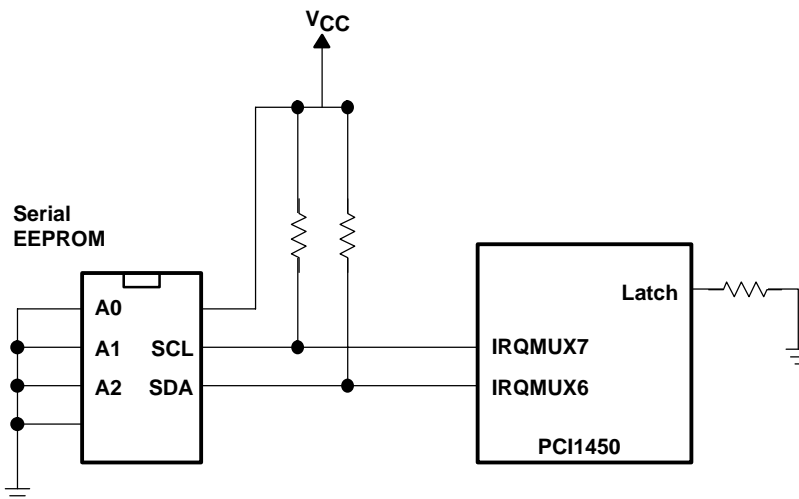 VCC
Serial
EEPROM
A0
A1 SCL
A2 SDA
Latch
IRQMUX7
IRQMUX6
PCI1450